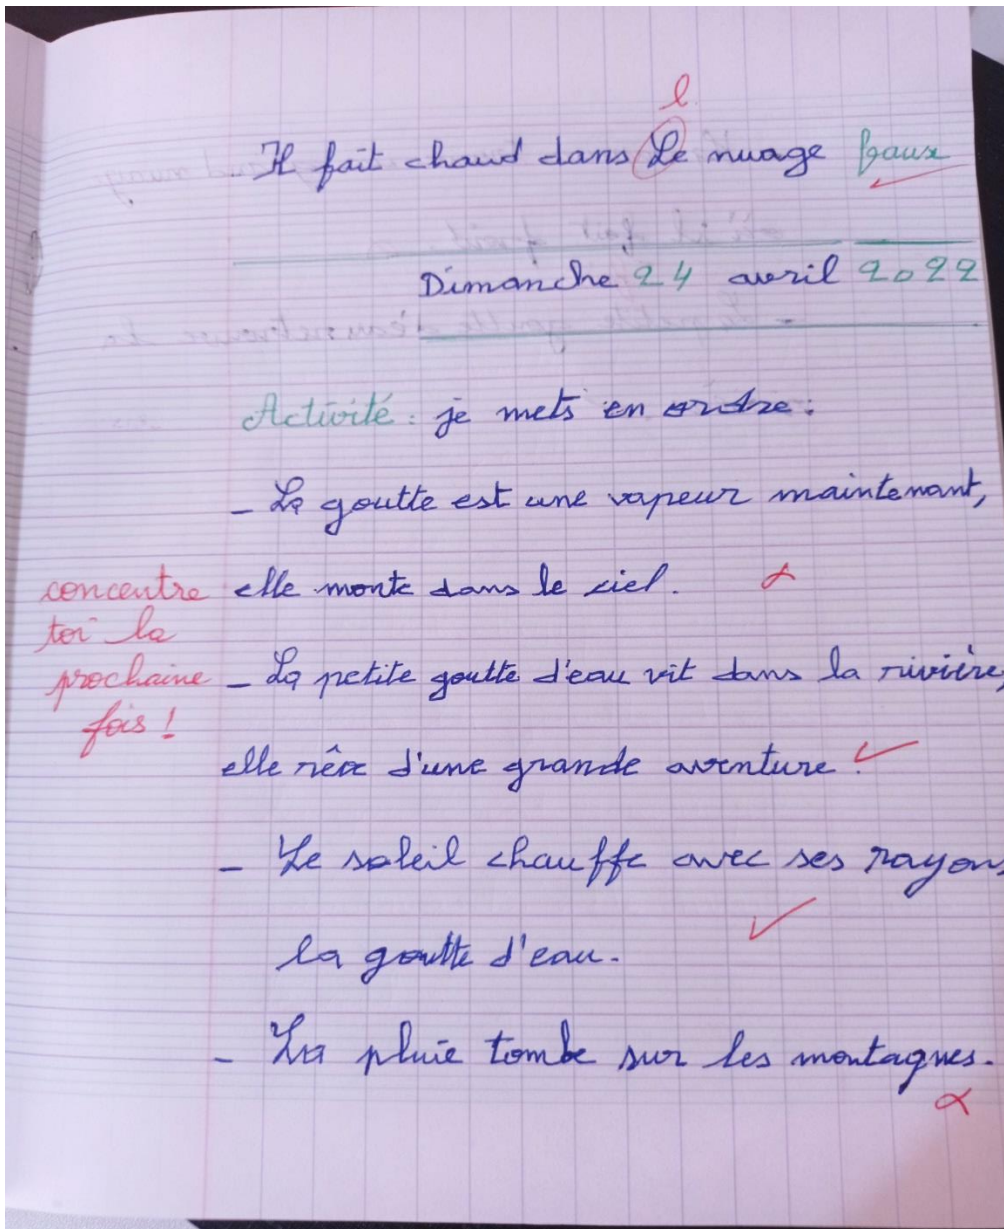 l
Il fait chaud dans Le nuage faux
Dimanche 24 avril 2022
Activité : je mets en ordre :
- La goutte est une vapeur maintenant,
elle monte dans le ciel.
concentre
toi la
prochaine
fois !
- La petite goutte d'eau vit dans la rivière,
elle rêve d'une grande aventure.
- Le soleil chauffe avec ses rayons
la goutte d'eau.
- La pluie tombe sur les montagnes.